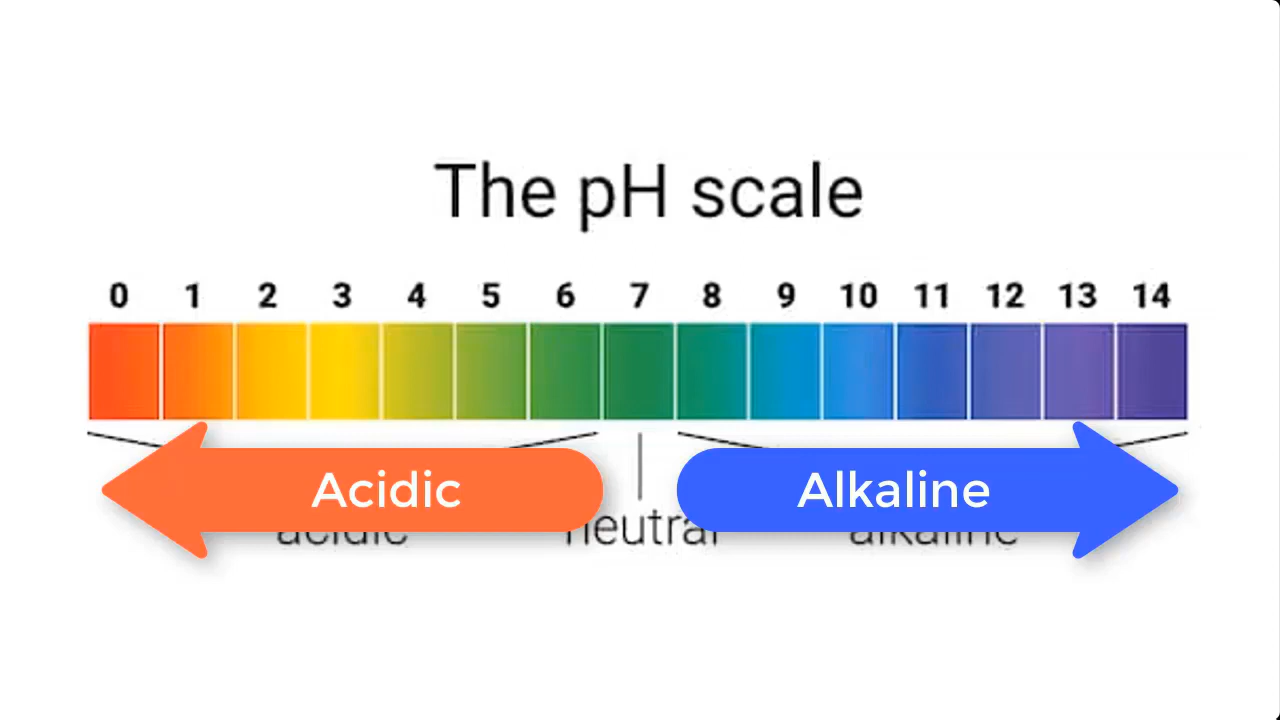 The pH scale
0 1 2 3 4 5 6 7 8 9 10 11 12 13 14
Acidic Alkaline
acidic neutral alkaline